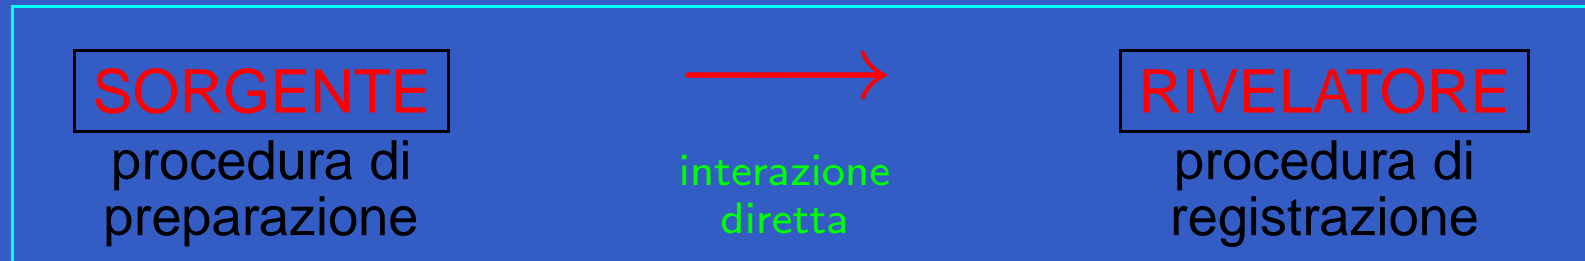 SORGENTE
procedura di
preparazione
interazione
diretta
RIVELATORE
procedura di
registrazione